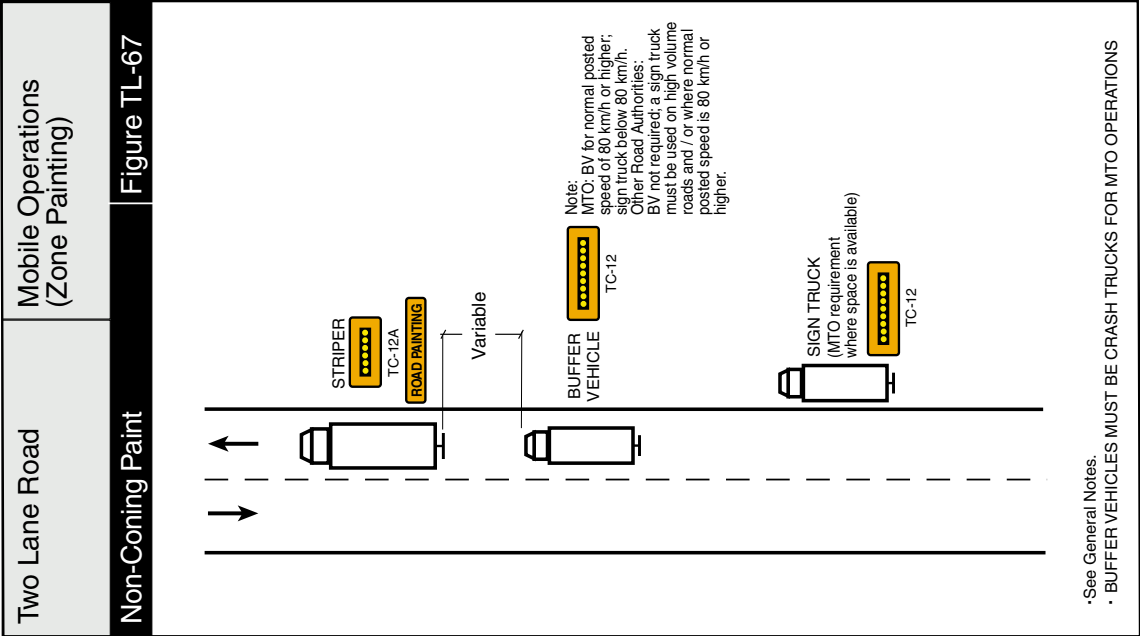 Two Lane Road
Mobile Operations
(Zone Painting)
Non-Coning Paint
Figure TL-67
STRIPER
TC-12A
ROAD PAINTING
Variable
BUFFER
VEHICLE
TC-12
Note:
MTO: BV for normal posted
speed of 80 km/h or higher;
sign truck below 80 km/h.
Other Road Authorities:
BV not required; a sign truck
must be used on high volume
roads and / or where normal
posted speed is 80 km/h or
higher.
SIGN TRUCK
(MTO requirement
where space is available)
TC-12
·See General Notes.
· BUFFER VEHICLES MUST BE CRASH TRUCKS FOR MTO OPERATIONS